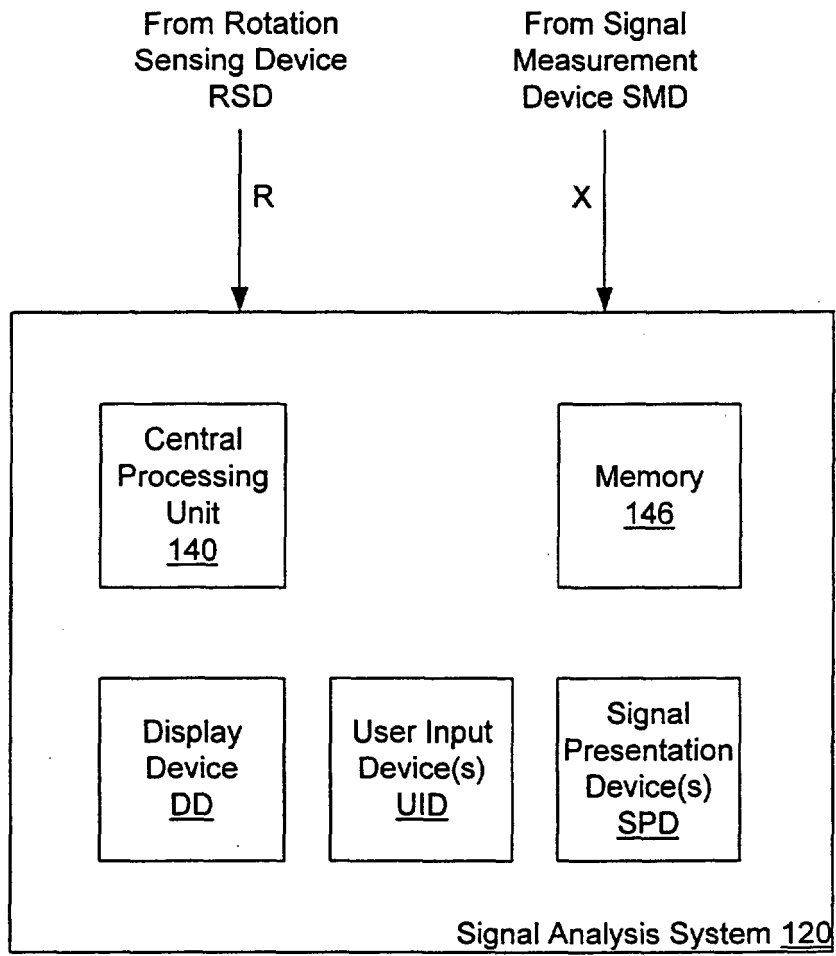 From Rotation
Sensing Device
RSD
From Signal
Measurement
Device SMD
R
X
Central
Processing
Unit
140
Memory
146
Display
Device
DD
User Input
Device(s)
UID
Signal
Presentation
Device(s)
SPD
Signal Analysis System 120